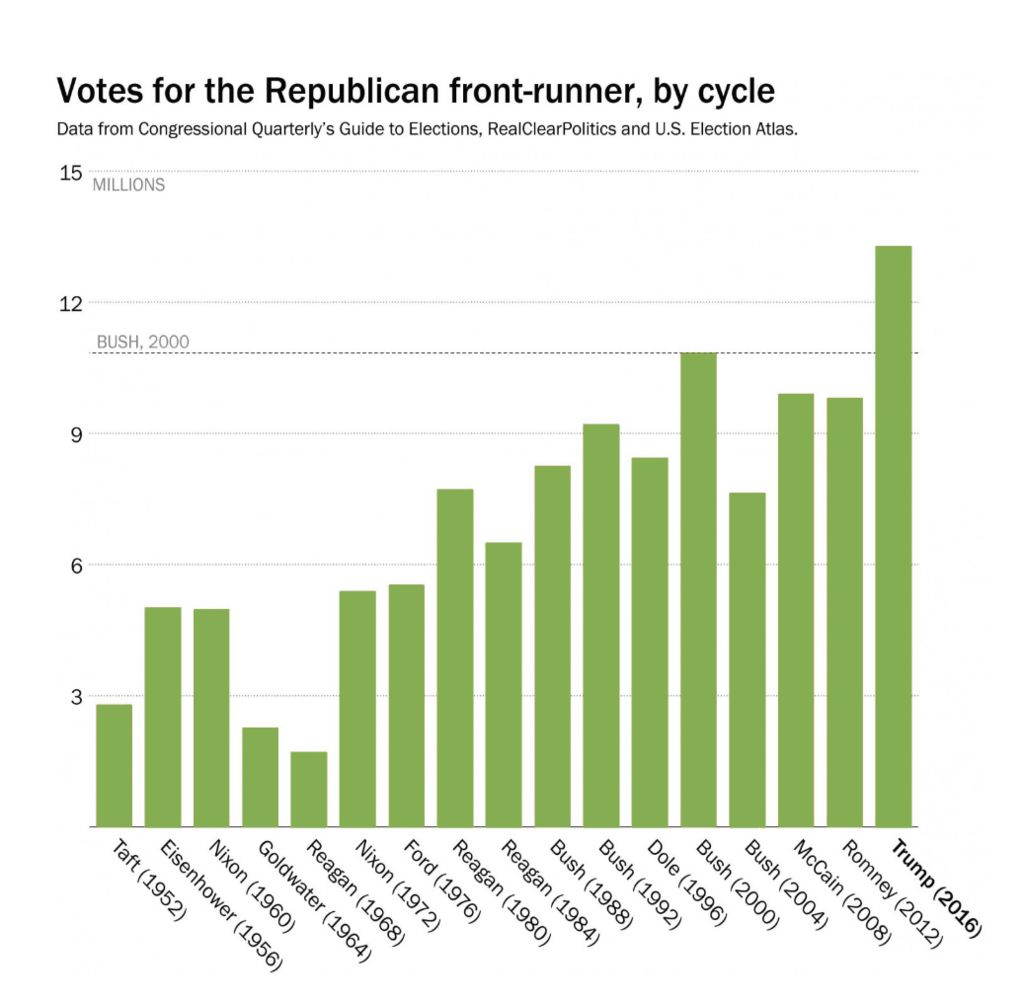 Votes for the Republican front-runner, by cycle
Data from Congressional Quarterly's Guide to Elections, RealClearPolitics and U.S. Election Atlas.
15
MILLIONS
12
BUSH, 2000
9
6
3
Taft (1952)
Eisenhower (1956)
Nixon (1960)
Goldwater (1964)
Reagan (1968)
Nixon (1972)
Ford (1976)
Reagan (1980)
Reagan (1984)
Bush (1988)
Bush (1992)
Dole (1996)
Bush (2000)
Bush (2004)
McCain (2008)
Romney (2012)
Trump (2016)